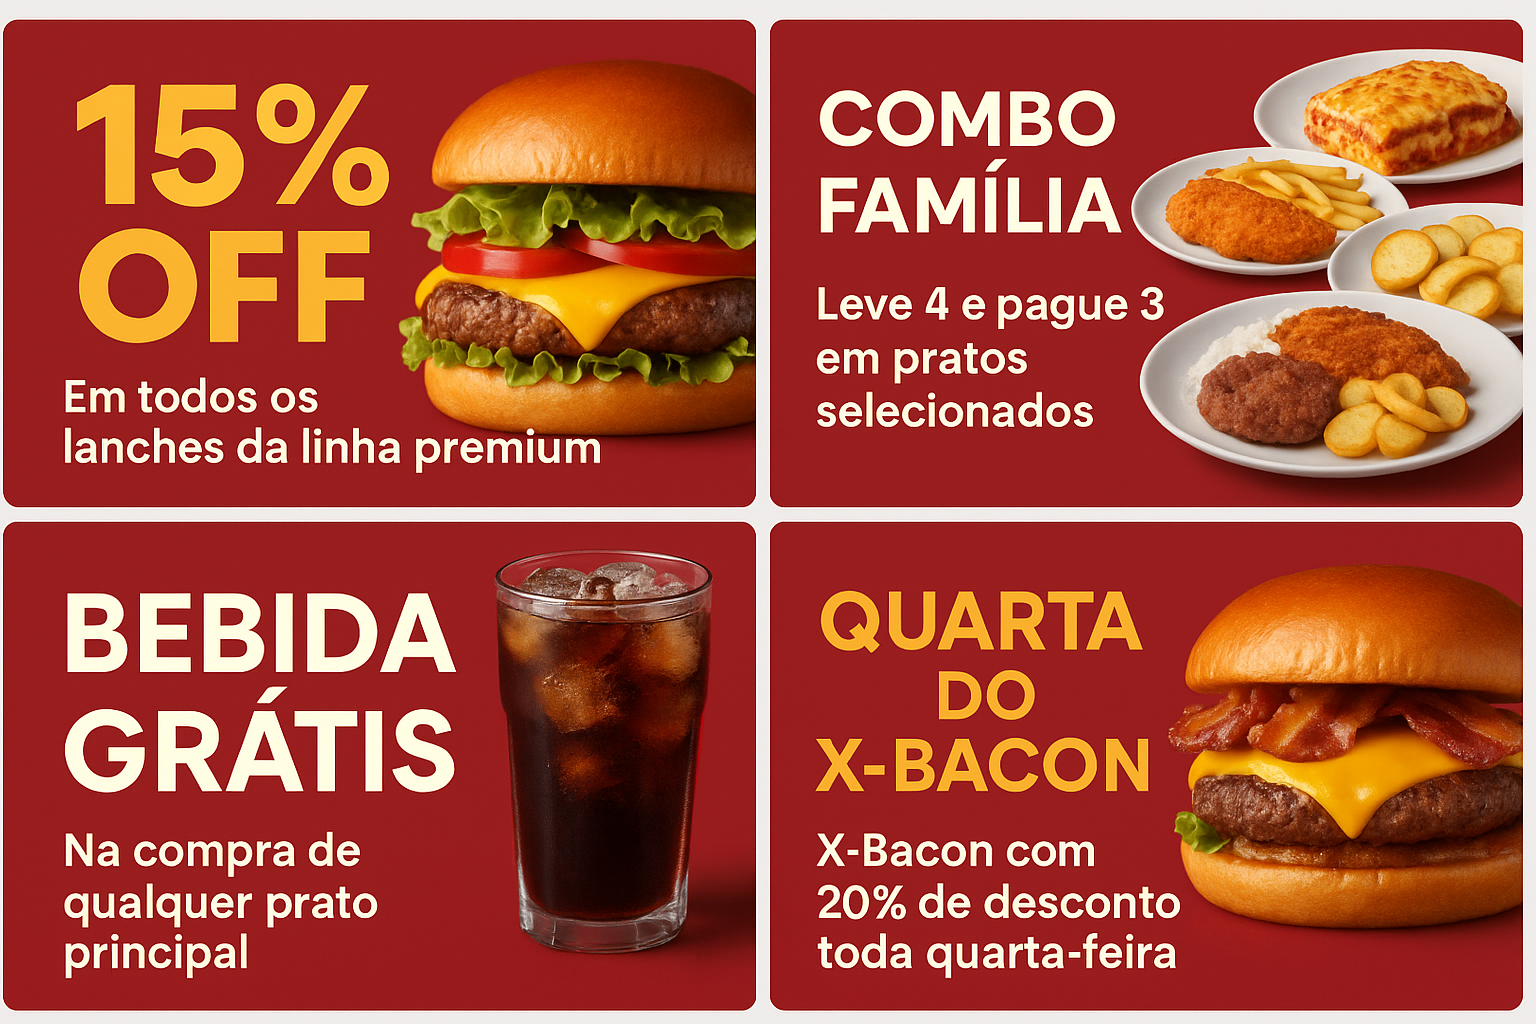 15%
OFF
Em todos os
lanches da linha premium
COMBO
FAMÍLIA
Leve 4 e pague 3
em pratos
selecionados
BEBIDA
GRÁTIS
Na compra de
qualquer prato
principal
QUARTA
DO
X-BACON
X-Bacon com
20% de desconto
toda quarta-feira